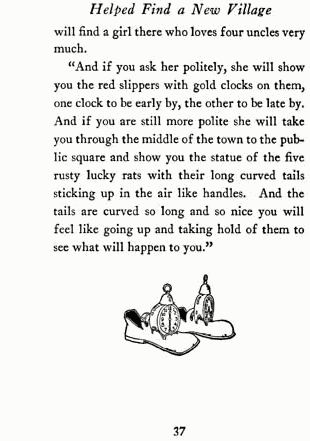 Helped Find a New Village
will find a girl there who loves four uncles very
much.
“And if you ask her politely, she will show
you the red slippers with gold clocks on them,
one clock to be early by, the other to be late by.
And if you are still more polite she will take
you through the middle of the town to the pub-
lic square and show you the statue of the five
rusty lucky rats with their long curved tails
sticking up in the air like handles. And the
tails are curved so long and so nice you will
feel like going up and taking hold of them to
see what will happen to you.”
37